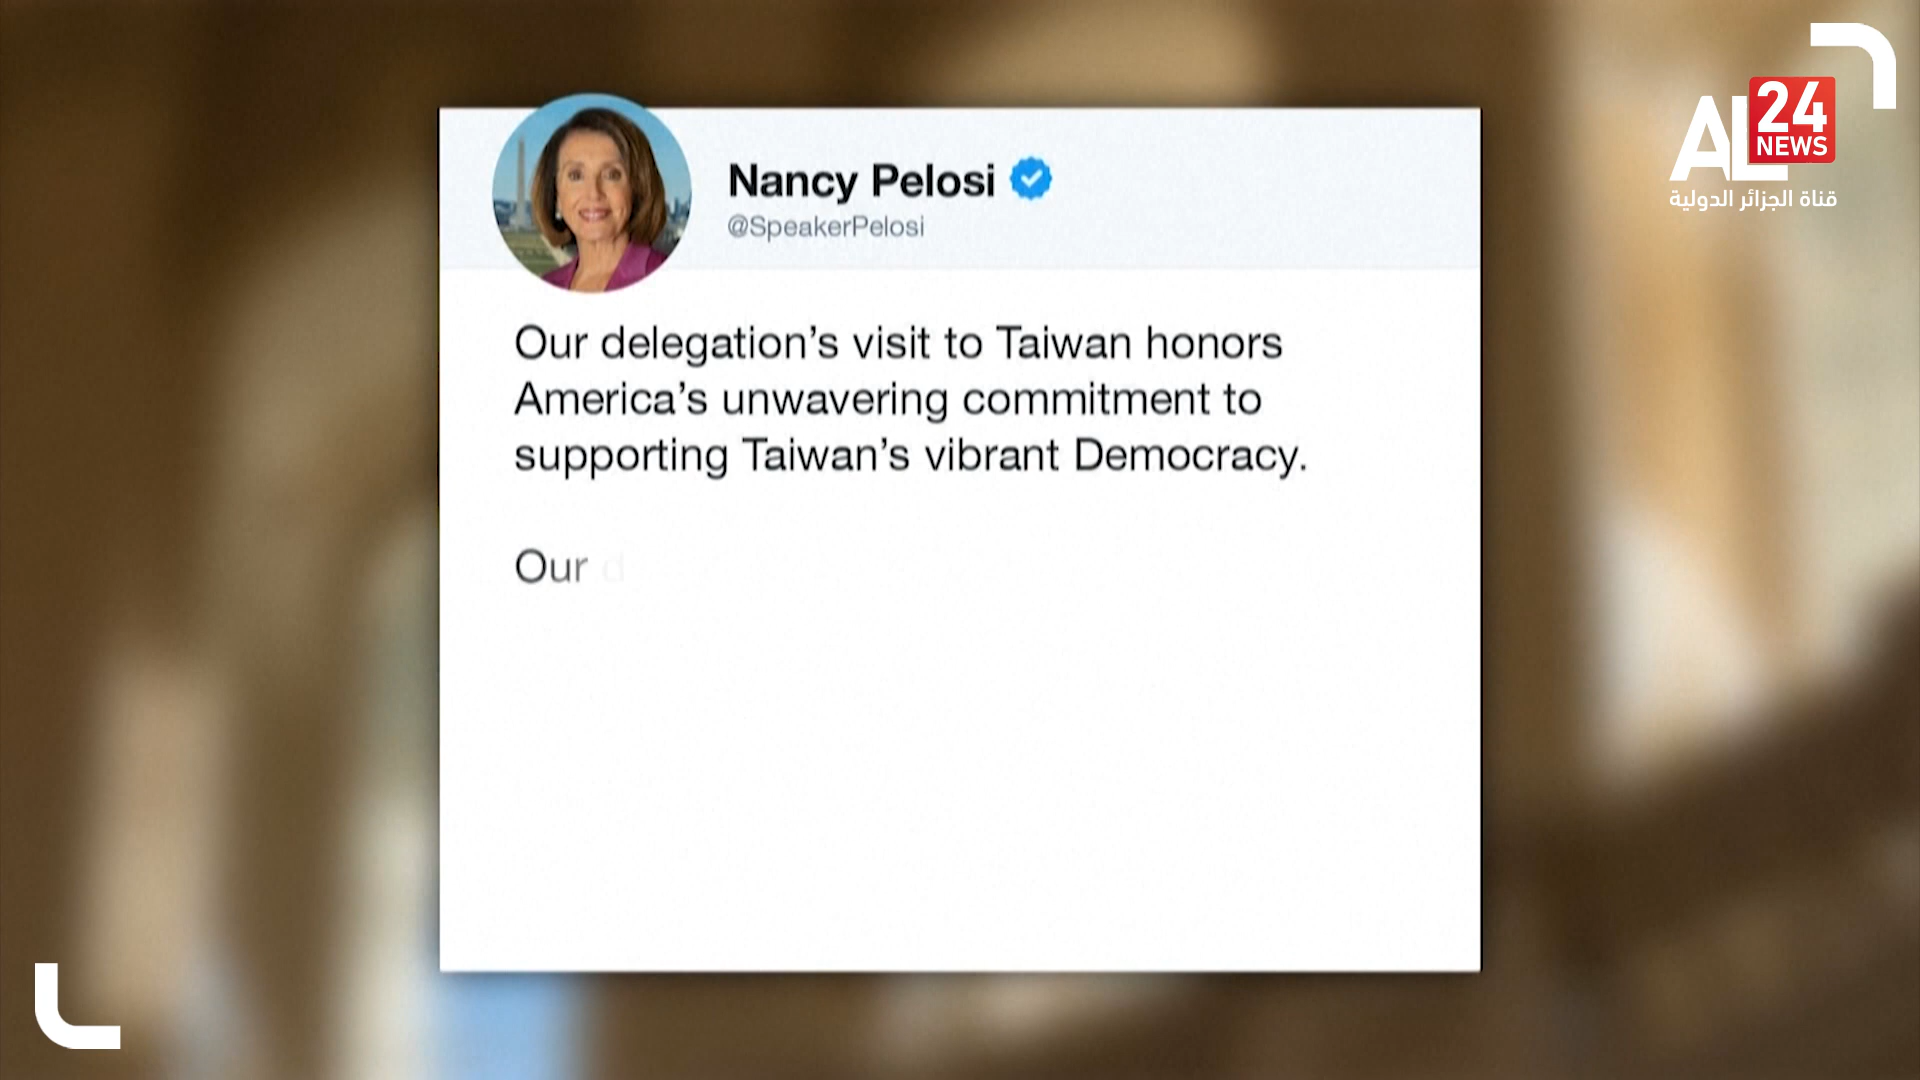 AL
24
NEWS
قناة الجزائر الدولية
Nancy Pelosi
@SpeakerPelosi
Our delegation’s visit to Taiwan honors
America’s unwavering commitment to
supporting Taiwan’s vibrant Democracy.
Our d